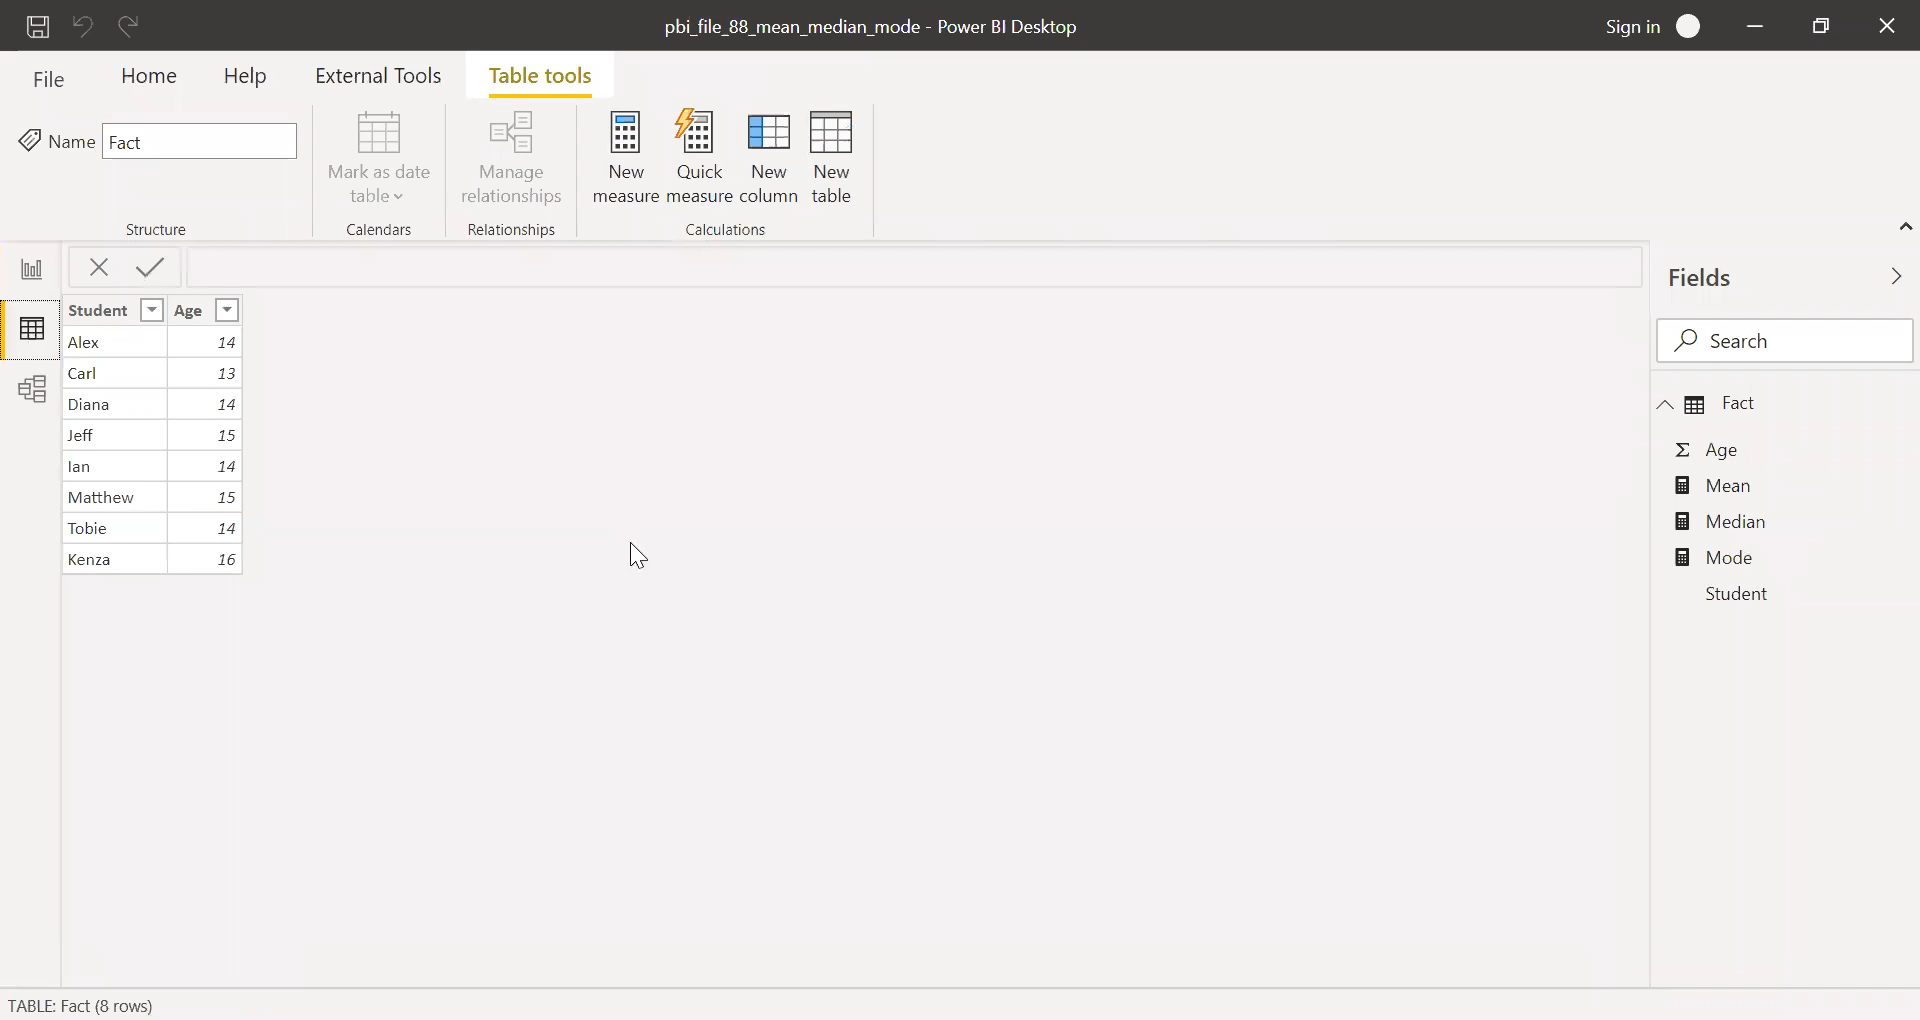 pbi_file_88_mean_median_mode - Power BI Desktop
Sign in
File Home Help External Tools Table tools
Name Fact
Mark as date table
Manage relationships
New measure
Quick measure
New column
New table
Structure Calendars Relationships Calculations
Fields
Search
Student Age
Alex 14
Carl 13
Diana 14
Jeff 15
Ian 14
Matthew 15
Tobie 14
Kenza 16
Fact
Σ Age
Mean
Median
Mode
Student
TABLE: Fact (8 rows)